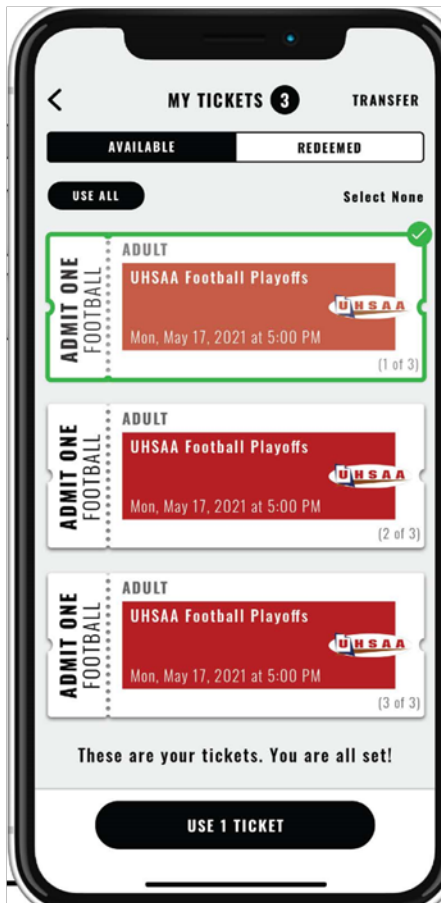 MY TICKETS 3 TRANSFER
AVAILABLE REDEEMED
USE ALL Select None
ADMIT ONE
FOOTBALL
ADULT
UHSAA Football Playoffs
UHSAA
Mon, May 17, 2021 at 5:00 PM
(1 of 3)
ADMIT ONE
FOOTBALL
ADULT
UHSAA Football Playoffs
UHSAA
Mon, May 17, 2021 at 5:00 PM
(2 of 3)
ADMIT ONE
FOOTBALL
ADULT
UHSAA Football Playoffs
UHSAA
Mon, May 17, 2021 at 5:00 PM
(3 of 3)
These are your tickets. You are all set!
USE 1 TICKET